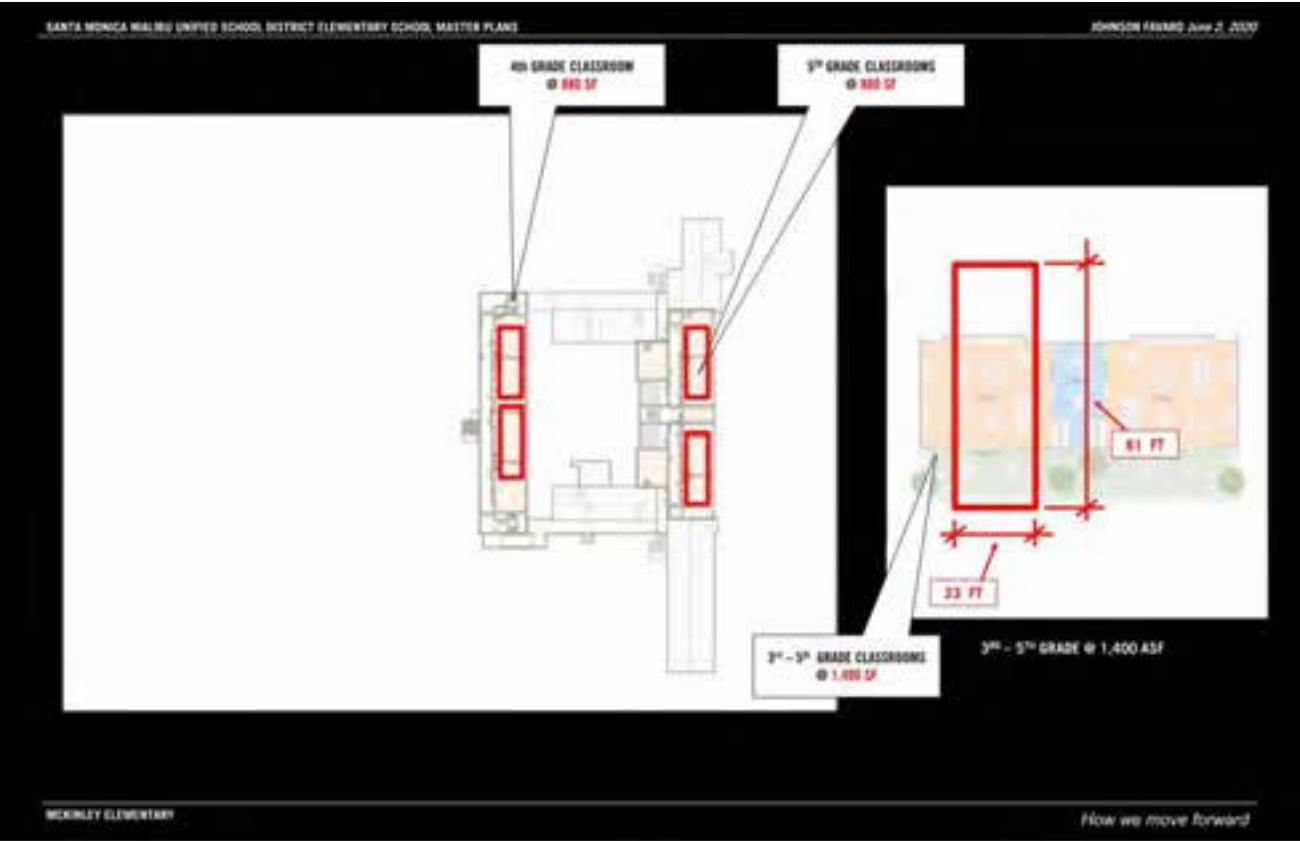 SANTA MONICA MALIBU UNIFIED SCHOOL DISTRICT ELEMENTARY SCHOOL MASTER PLANS
JOHNSON FAVARO June 2, 2020
4th GRADE CLASSROOM
@ SF
5TH GRADE CLASSROOMS
@ SF
61 FT
23 FT
3rd – 5th GRADE CLASSROOMS
@ 1,400 SF
3RD – 5TH GRADE @ 1,400 ASF
MCKINLEY ELEMENTARY
How we move forward